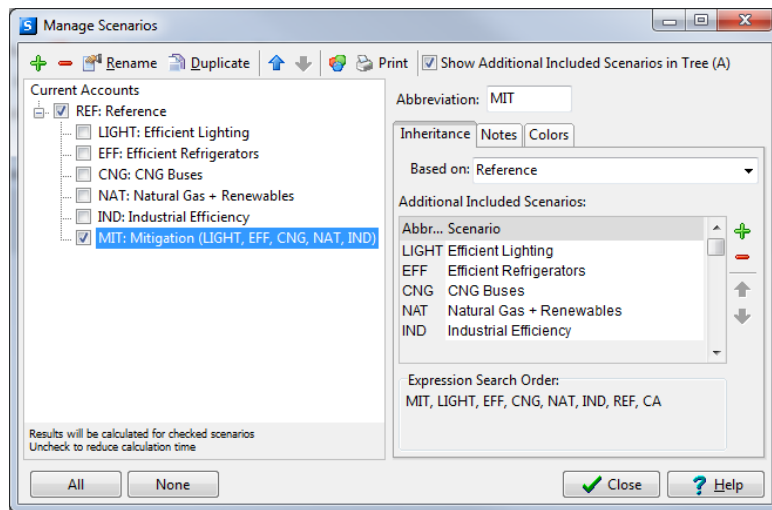 S Manage Scenarios
Rename Duplicate Print Show Additional Included Scenarios in Tree (A)
Current Accounts
REF: Reference
LIGHT: Efficient Lighting
EFF: Efficient Refrigerators
CNG: CNG Buses
NAT: Natural Gas + Renewables
IND: Industrial Efficiency
MIT: Mitigation (LIGHT, EFF, CNG, NAT, IND)
Results will be calculated for checked scenarios
Uncheck to reduce calculation time
All None
Abbreviation: MIT
Inheritance Notes Colors
Based on: Reference
Additional Included Scenarios:
Abbr... Scenario
LIGHT Efficient Lighting
EFF Efficient Refrigerators
CNG CNG Buses
NAT Natural Gas + Renewables
IND Industrial Efficiency
Expression Search Order:
MIT, LIGHT, EFF, CNG, NAT, IND, REF, CA
Close ? Help